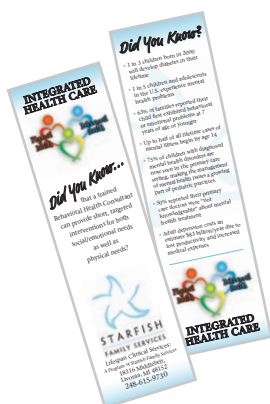 INTEGRATED
HEALTH CARE
Did You Know...
that a trained
Behavioral Health Consultant
can provide short, targeted
interventions for both
social/emotional needs
as well as
physical needs?
STARFISH
FAMILY SERVICES
Lifespan Clinical Services:
A Program of Starfish Family Services
18316 Middlebelt,
Livonia, MI 48152
248-615-9730
Did You Know?
• 1 in 3 children born in 2000
will develop diabetes in their
lifetime
• 1 in 5 children and adolescents
in the U.S. experience mental
health problems
• 63% of families reported their
child first exhibited behavioral
or emotional problems at 7
years of age or younger
• Up to half of all lifetime cases of
mental illness begin by age 14
• 75% of children with diagnosed
mental health disorders are
now seen in the primary care
setting, making the management
of mental health issues a growing
part of pediatric practices.
• 50% reported their primary
care doctors were "not
knowledgable" about mental
health treatment
• Adult depression costs an
estimate $83 billion/year due to
lost productivity and increased
medical expenses
INTEGRATED
HEALTH CARE